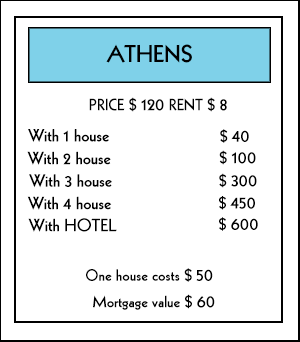 ATHENS
PRICE $ 120 RENT $ 8
With 1 house $ 40
With 2 house $ 100
With 3 house $ 300
With 4 house $ 450
With HOTEL $ 600
One house costs $ 50
Mortgage value $ 60